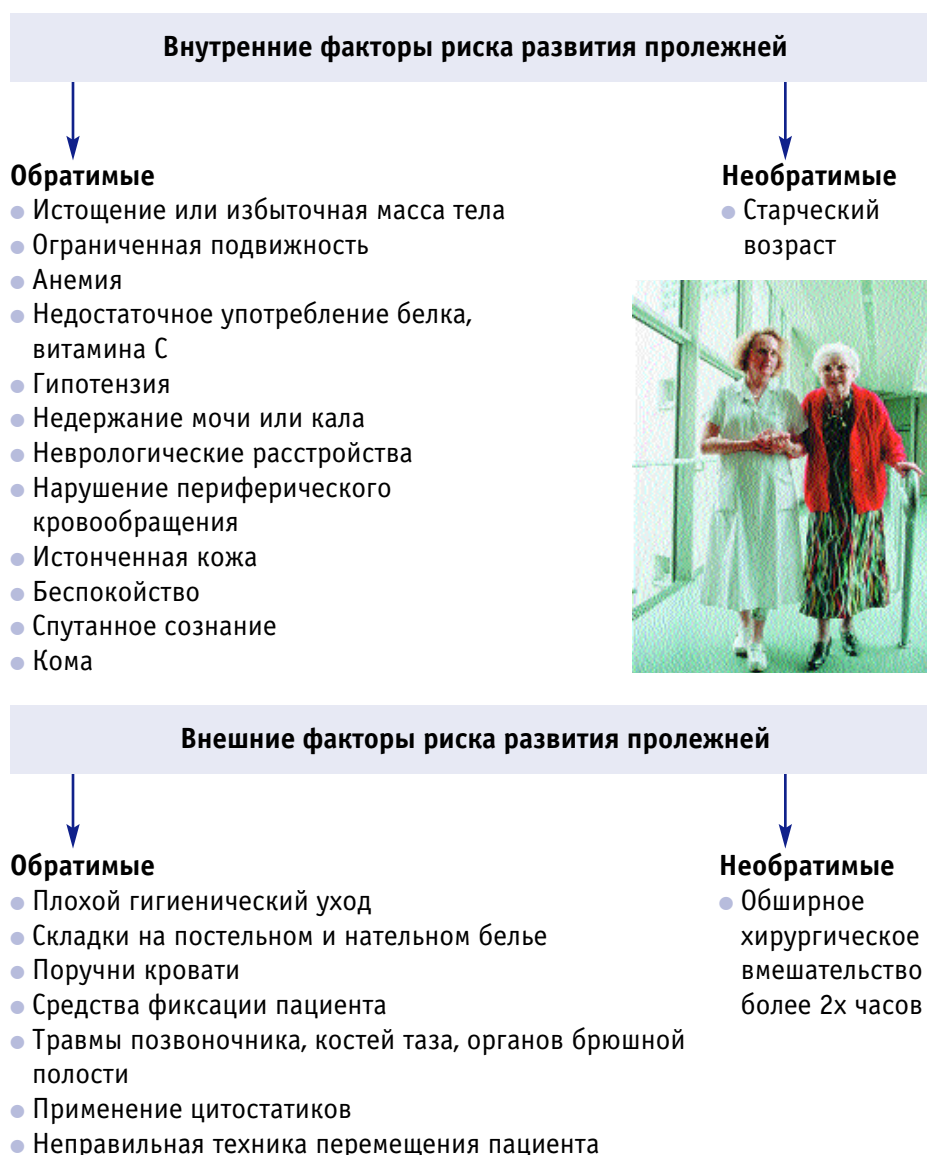 Внутренние факторы риска развития пролежней
Обратимые
● Истощение или избыточная масса тела
● Ограниченная подвижность
● Анемия
● Недостаточное употребление белка,
витамина С
● Гипотензия
● Недержание мочи или кала
● Неврологические расстройства
● Нарушение периферического
кровообращения
● Истонченная кожа
● Беспокойство
● Спутанное сознание
● Кома
Необратимые
● Старческий
возраст
Внешние факторы риска развития пролежней
Обратимые
● Плохой гигиенический уход
● Складки на постельном и нательном белье
● Поручни кровати
● Средства фиксации пациента
● Травмы позвоночника, костей таза, органов брюшной
полости
● Применение цитостатиков
● Неправильная техника перемещения пациента
Необратимые
● Обширное
хирургическое
вмешательство
более 2х часов